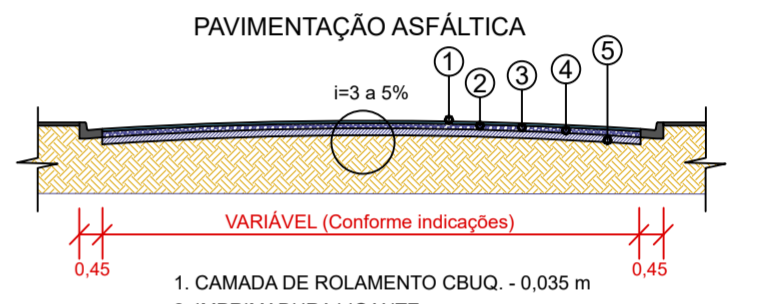 PAVIMENTAÇÃO ASFÁLTICA
1 2 3 4 5
i=3 a 5%
VARIÁVEL (Conforme indicações)
0,45 0,45
1. CAMADA DE ROLAMENTO CBUQ. - 0,035 m